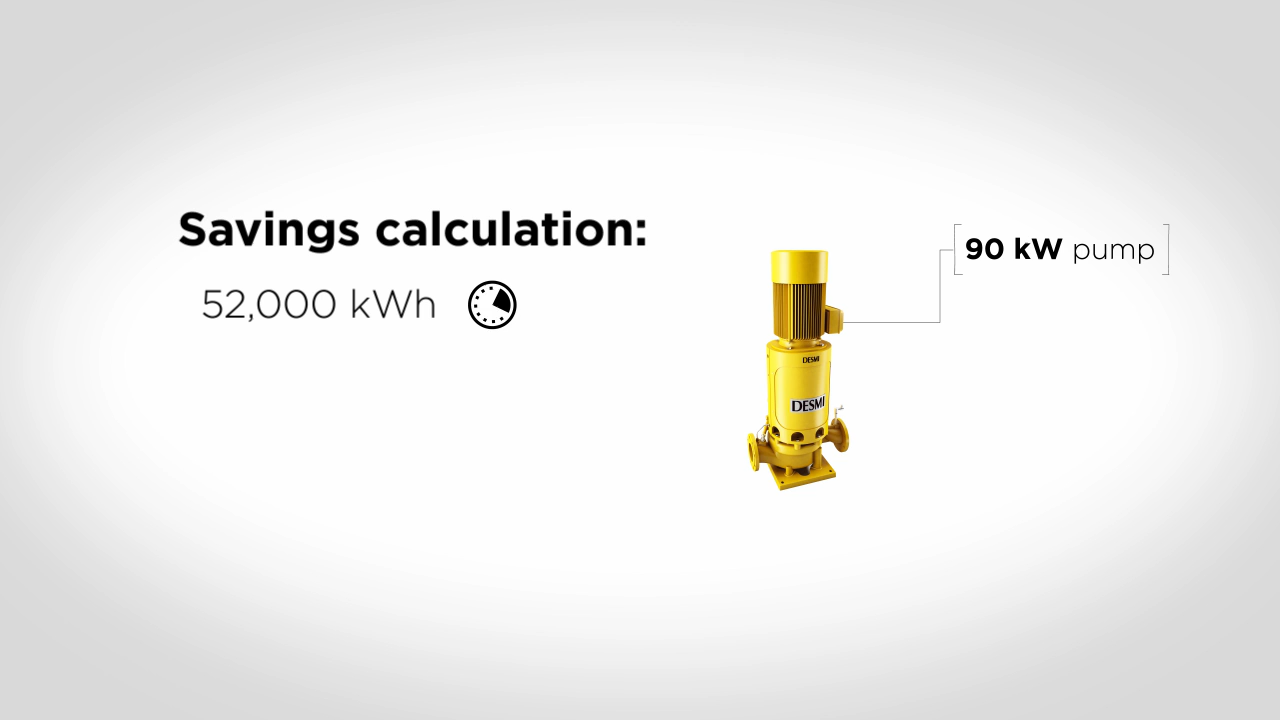 Savings calculation:
52,000 kWh
90 kW pump
DESMI
DESMI